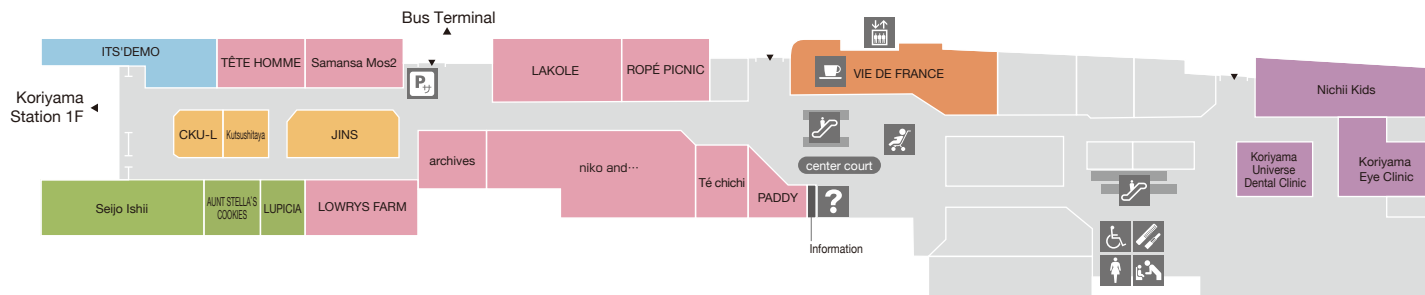 Bus Terminal
ITS'DEMO
TÊTE HOMME
Samansa Mos2
LAKOLE
ROPÉ PICNIC
VIE DE FRANCE
Nichii Kids
Pサ
Koriyama
Station 1F
CKU-L
Kutsushitaya
JINS
archives
niko and…
Té chichi
PADDY
center court
Koriyama
Universe
Dental Clinic
Koriyama
Eye Clinic
Seijo Ishii
AUNT STELLA'S
COOKIES
LUPICIA
LOWRYS FARM
?
Information